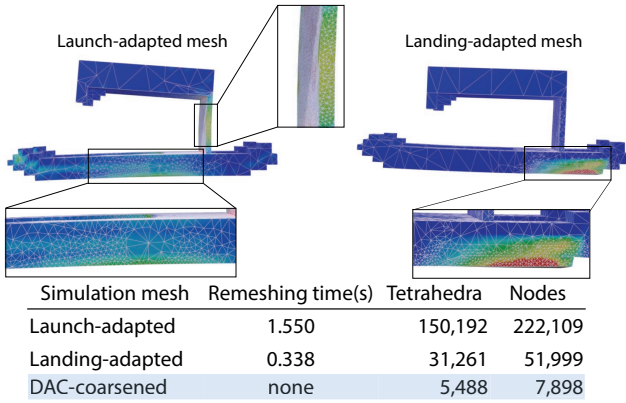 Launch-adapted mesh
Landing-adapted mesh
Simulation mesh Remeshing time(s) Tetrahedra Nodes
Launch-adapted 1.550 150,192 222,109
Landing-adapted 0.338 31,261 51,999
DAC-coarsened none 5,488 7,898